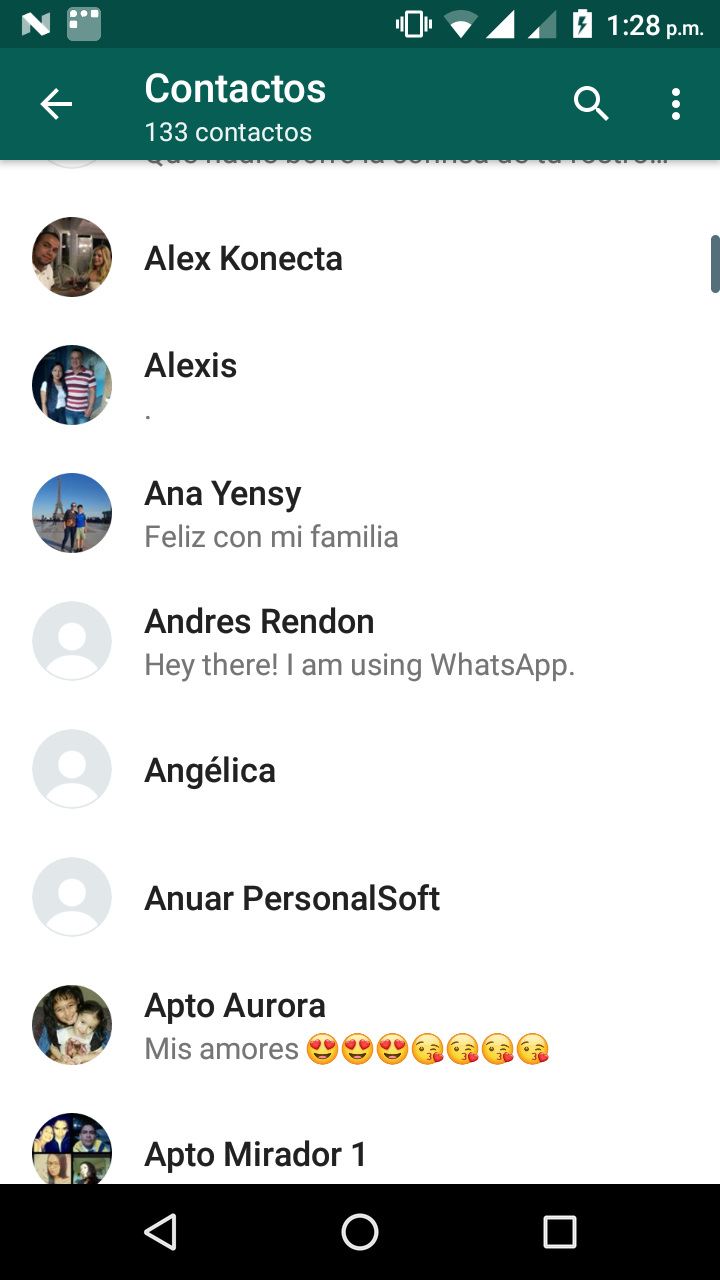 1:28 p.m.
Contactos
133 contactos
Alex Konecta
Alexis
.
Ana Yensy
Feliz con mi familia
Andres Rendon
Hey there! I am using WhatsApp.
Angélica
Anuar PersonalSoft
Apto Aurora
Mis amores 😍😍😍😘😘😘😘
Apto Mirador 1